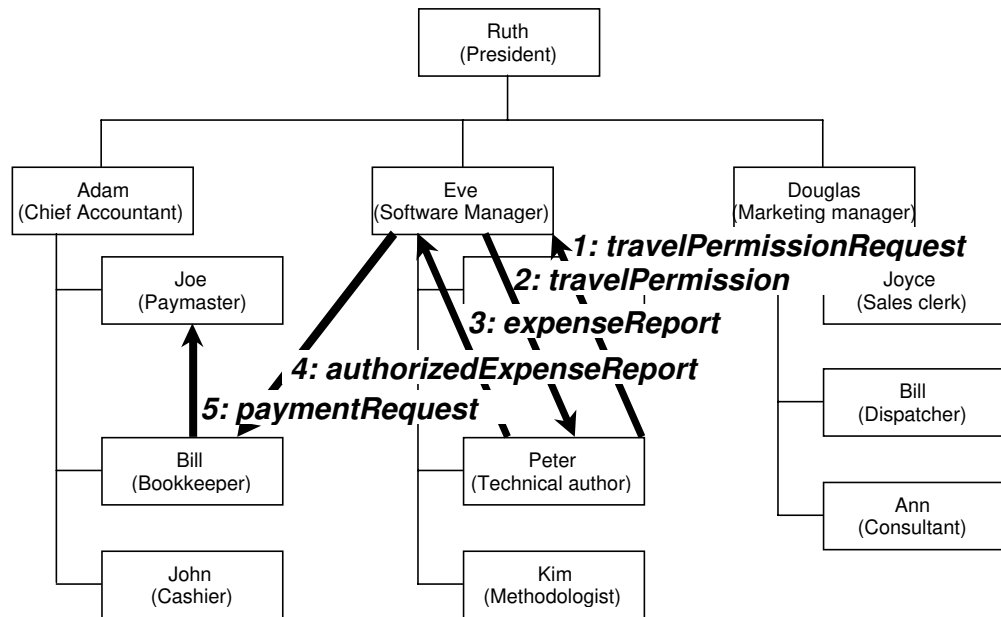 Ruth
(President)
Adam
(Chief Accountant)
Eve
(Software Manager)
Douglas
(Marketing manager)
1: travelPermissionRequest
2: travelPermission
3: expenseReport
4: authorizedExpenseReport
5: paymentRequest
Joe
(Paymaster)
Joyce
(Sales clerk)
Bill
(Dispatcher)
Bill
(Bookkeeper)
Peter
(Technical author)
Ann
(Consultant)
John
(Cashier)
Kim
(Methodologist)